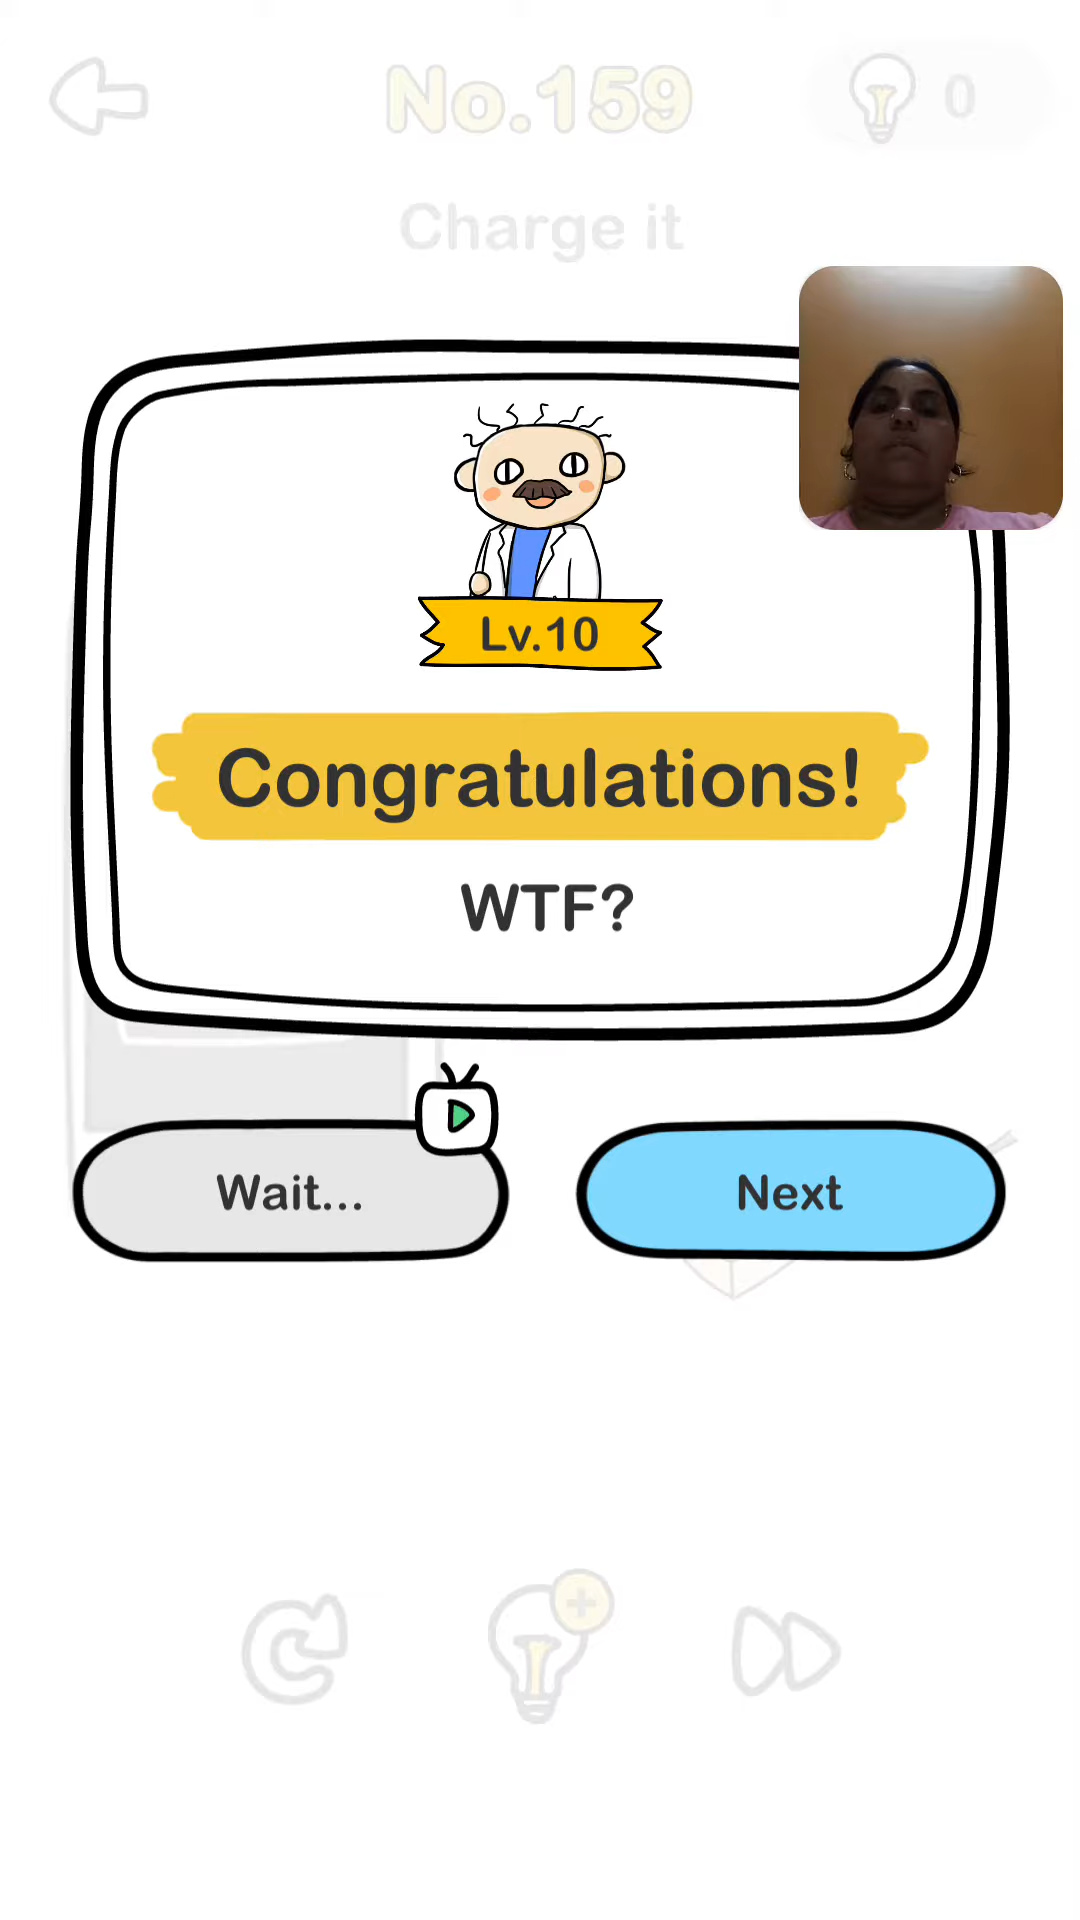 No.159
0
Charge it
Lv.10
Congratulations!
WTF?
Wait...
Next